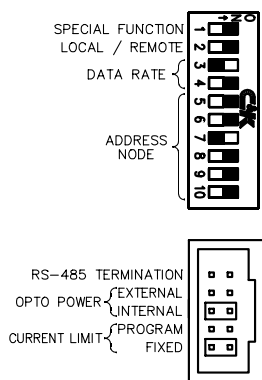 SPECIAL FUNCTION
LOCAL / REMOTE
DATA RATE
ADDRESS
NODE
↑
ON
1
2
3
4
5
6
7
8
9
10
C&K
RS-485 TERMINATION
OPTO POWER
EXTERNAL
INTERNAL
CURRENT LIMIT
PROGRAM
FIXED